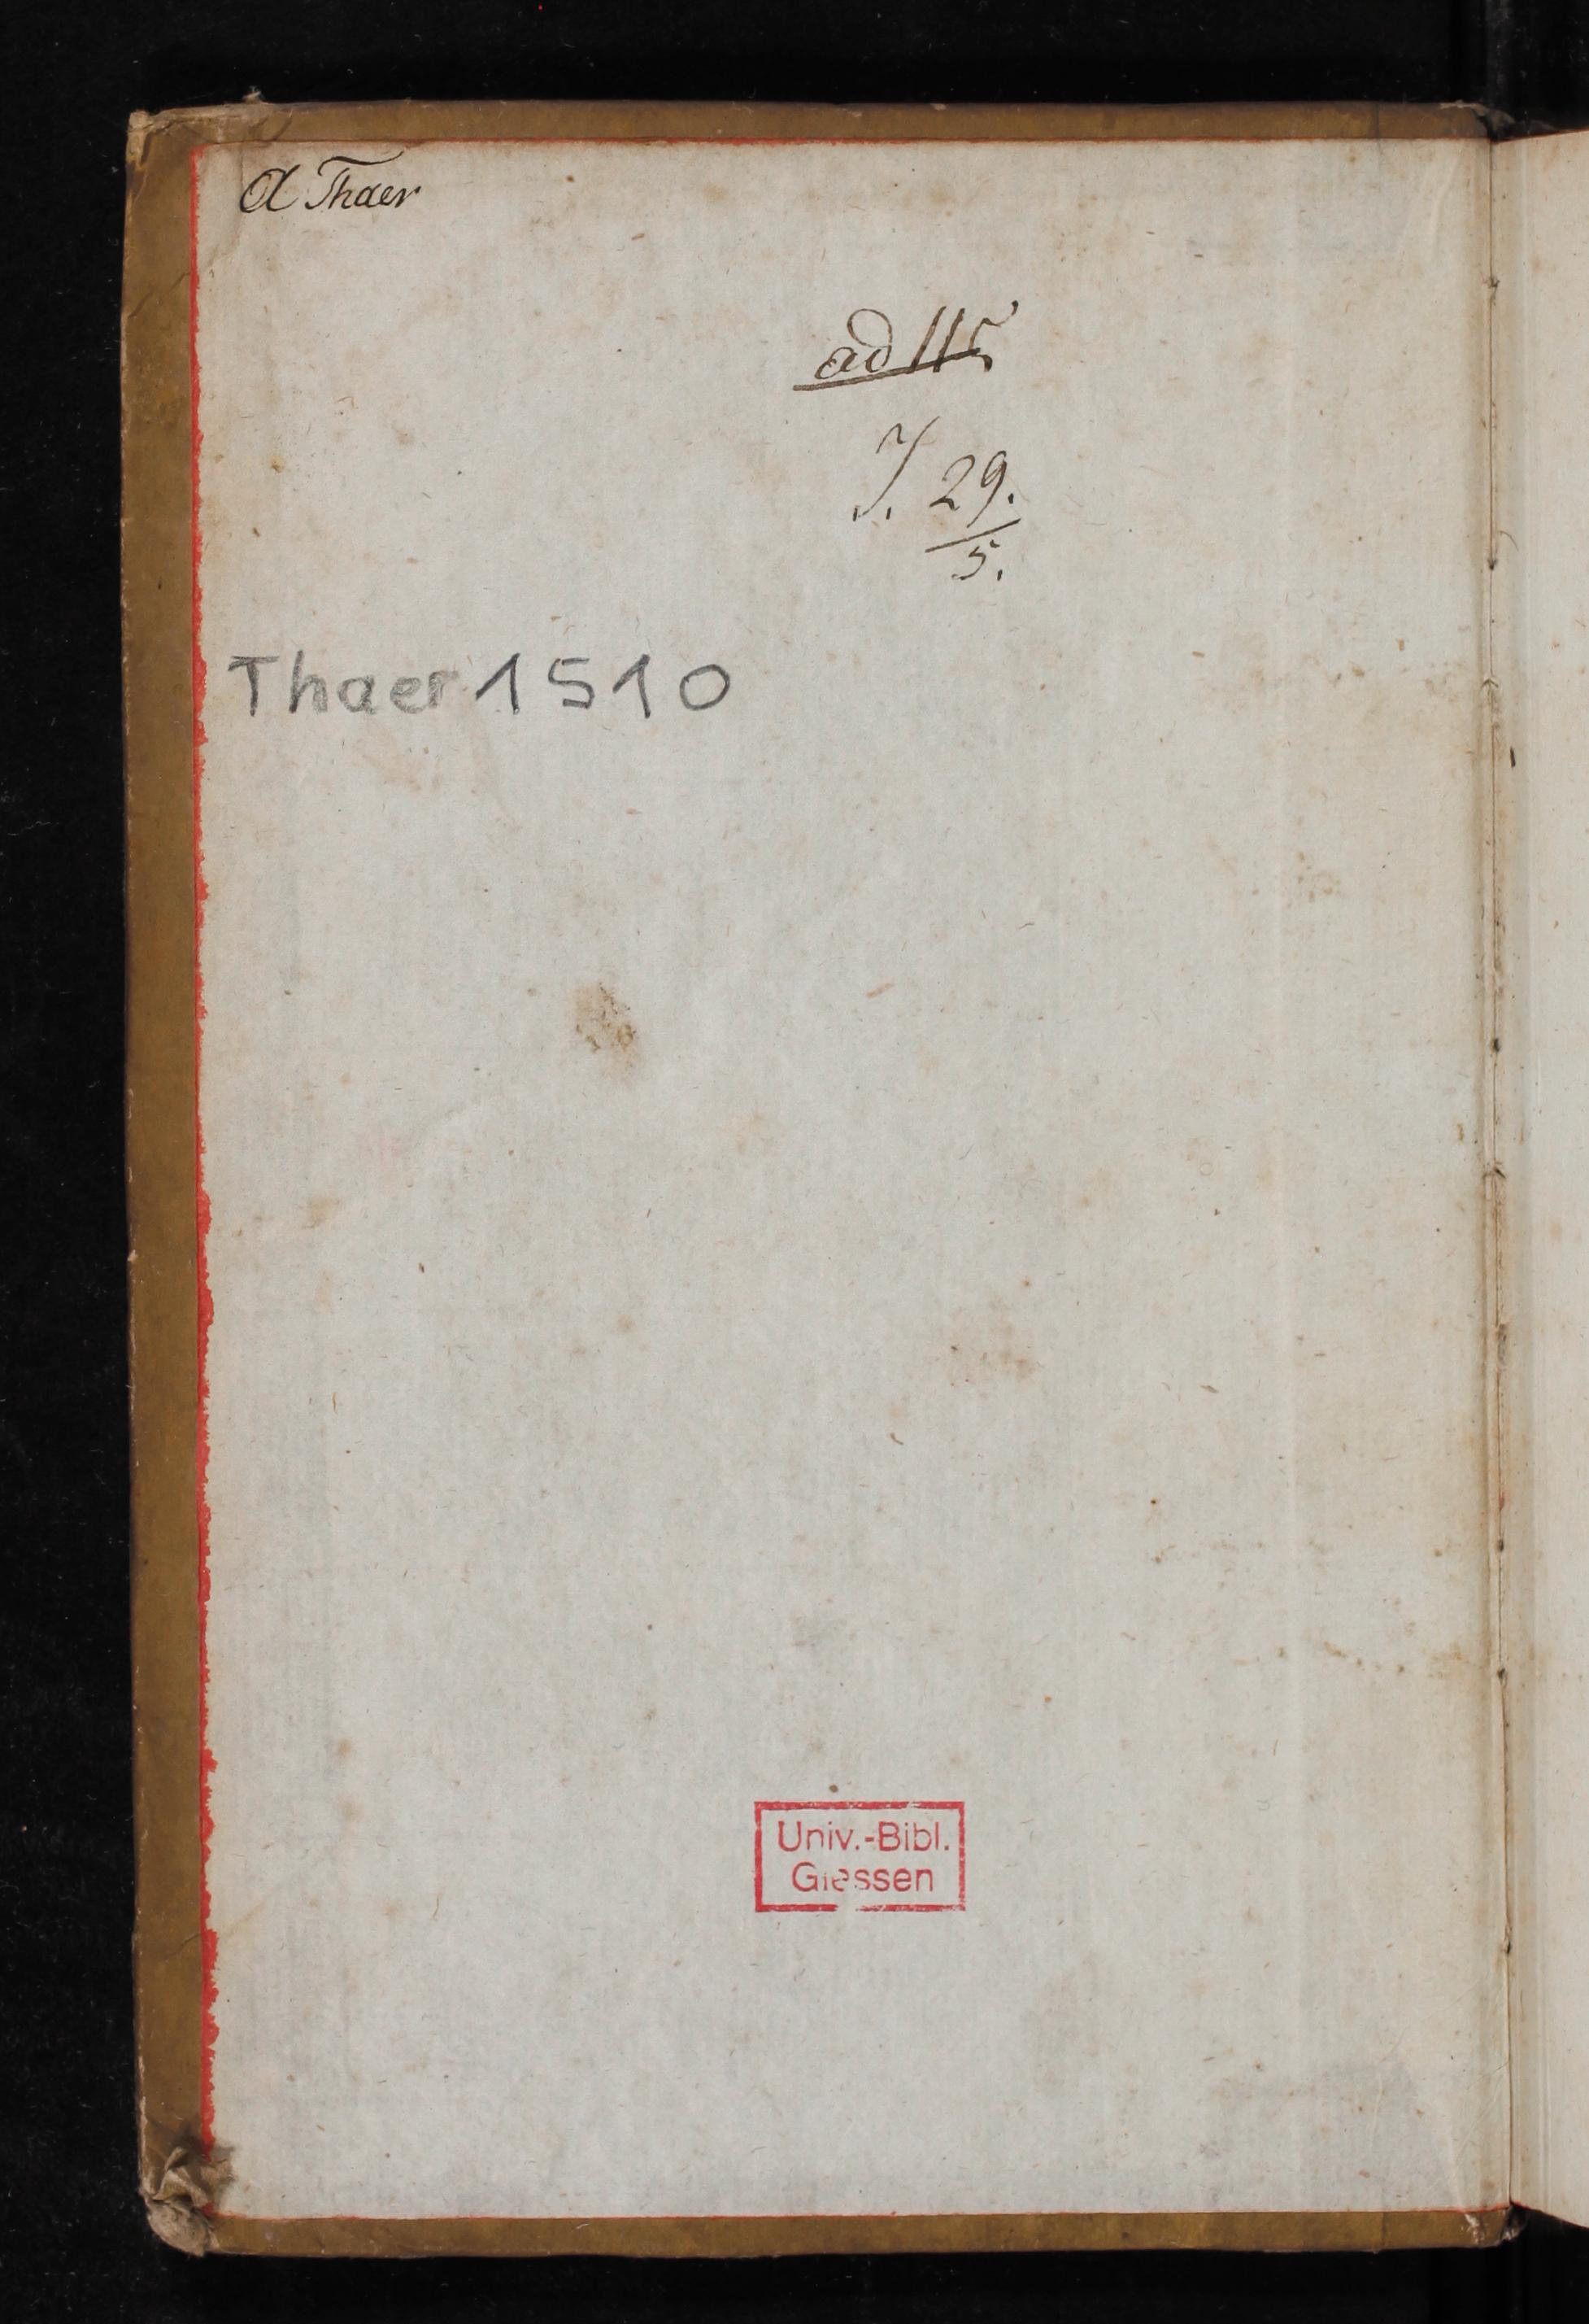 A Thaer
ad 115
J. 29.
5.
Thaer 1510
Univ.-Bibl.
Giessen